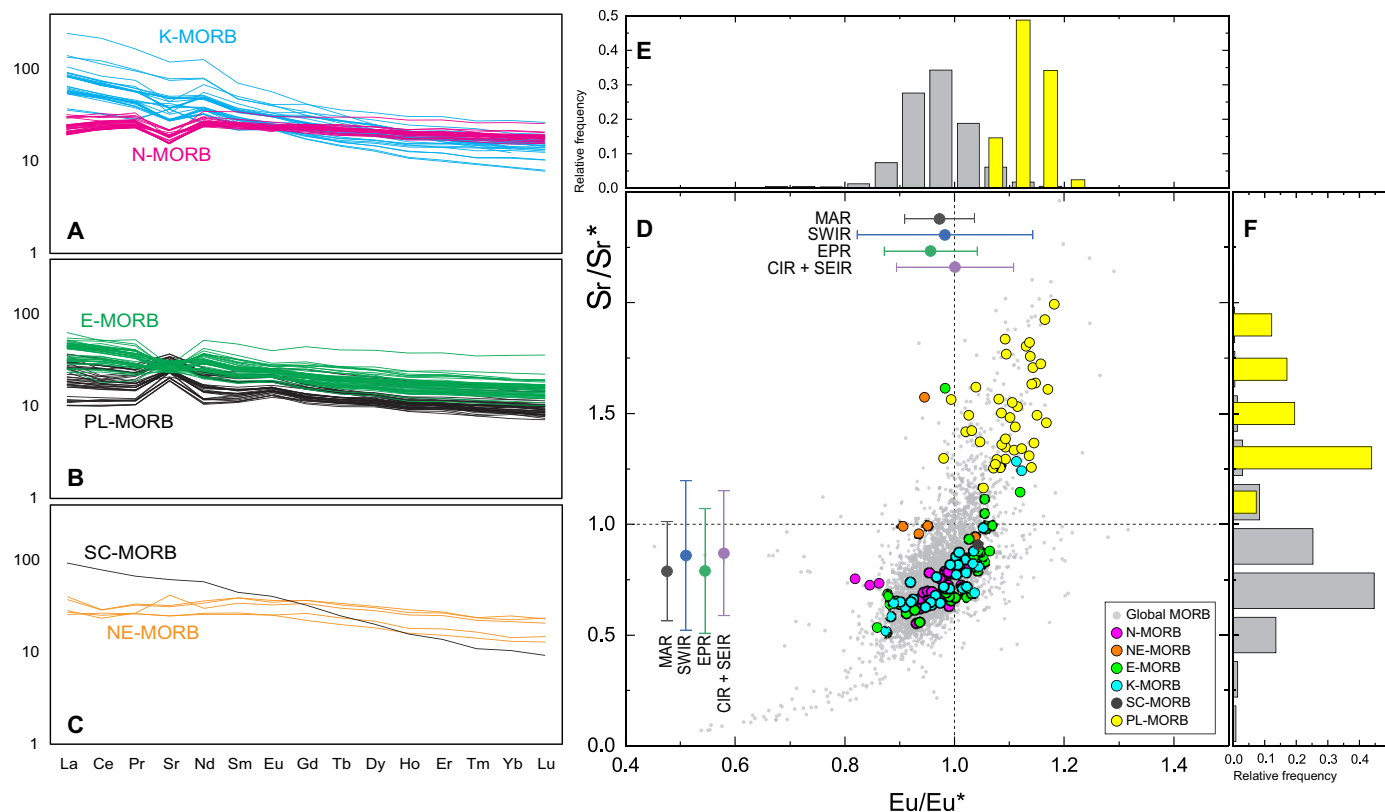 K-MORB
N-MORB
A
100
10
1
E-MORB
PL-MORB
B
100
10
1
SC-MORB
NE-MORB
C
100
10
1
La Ce Pr Sr Nd Sm Eu Gd Tb Dy Ho Er Tm Yb Lu
E
Relative frequency
0.5
0.4
0.3
0.2
0.1
0.0
D
MAR
SWIR
EPR
CIR + SEIR
Sr/Sr*
1.5
1.0
0.5
0.0
MAR
SWIR
EPR
CIR + SEIR
Global MORB
N-MORB
NE-MORB
E-MORB
K-MORB
SC-MORB
PL-MORB
0.4 0.6 0.8 1.0 1.2 1.4
Eu/Eu*
F
0.0 0.1 0.2 0.3 0.4 0.5
Relative frequency